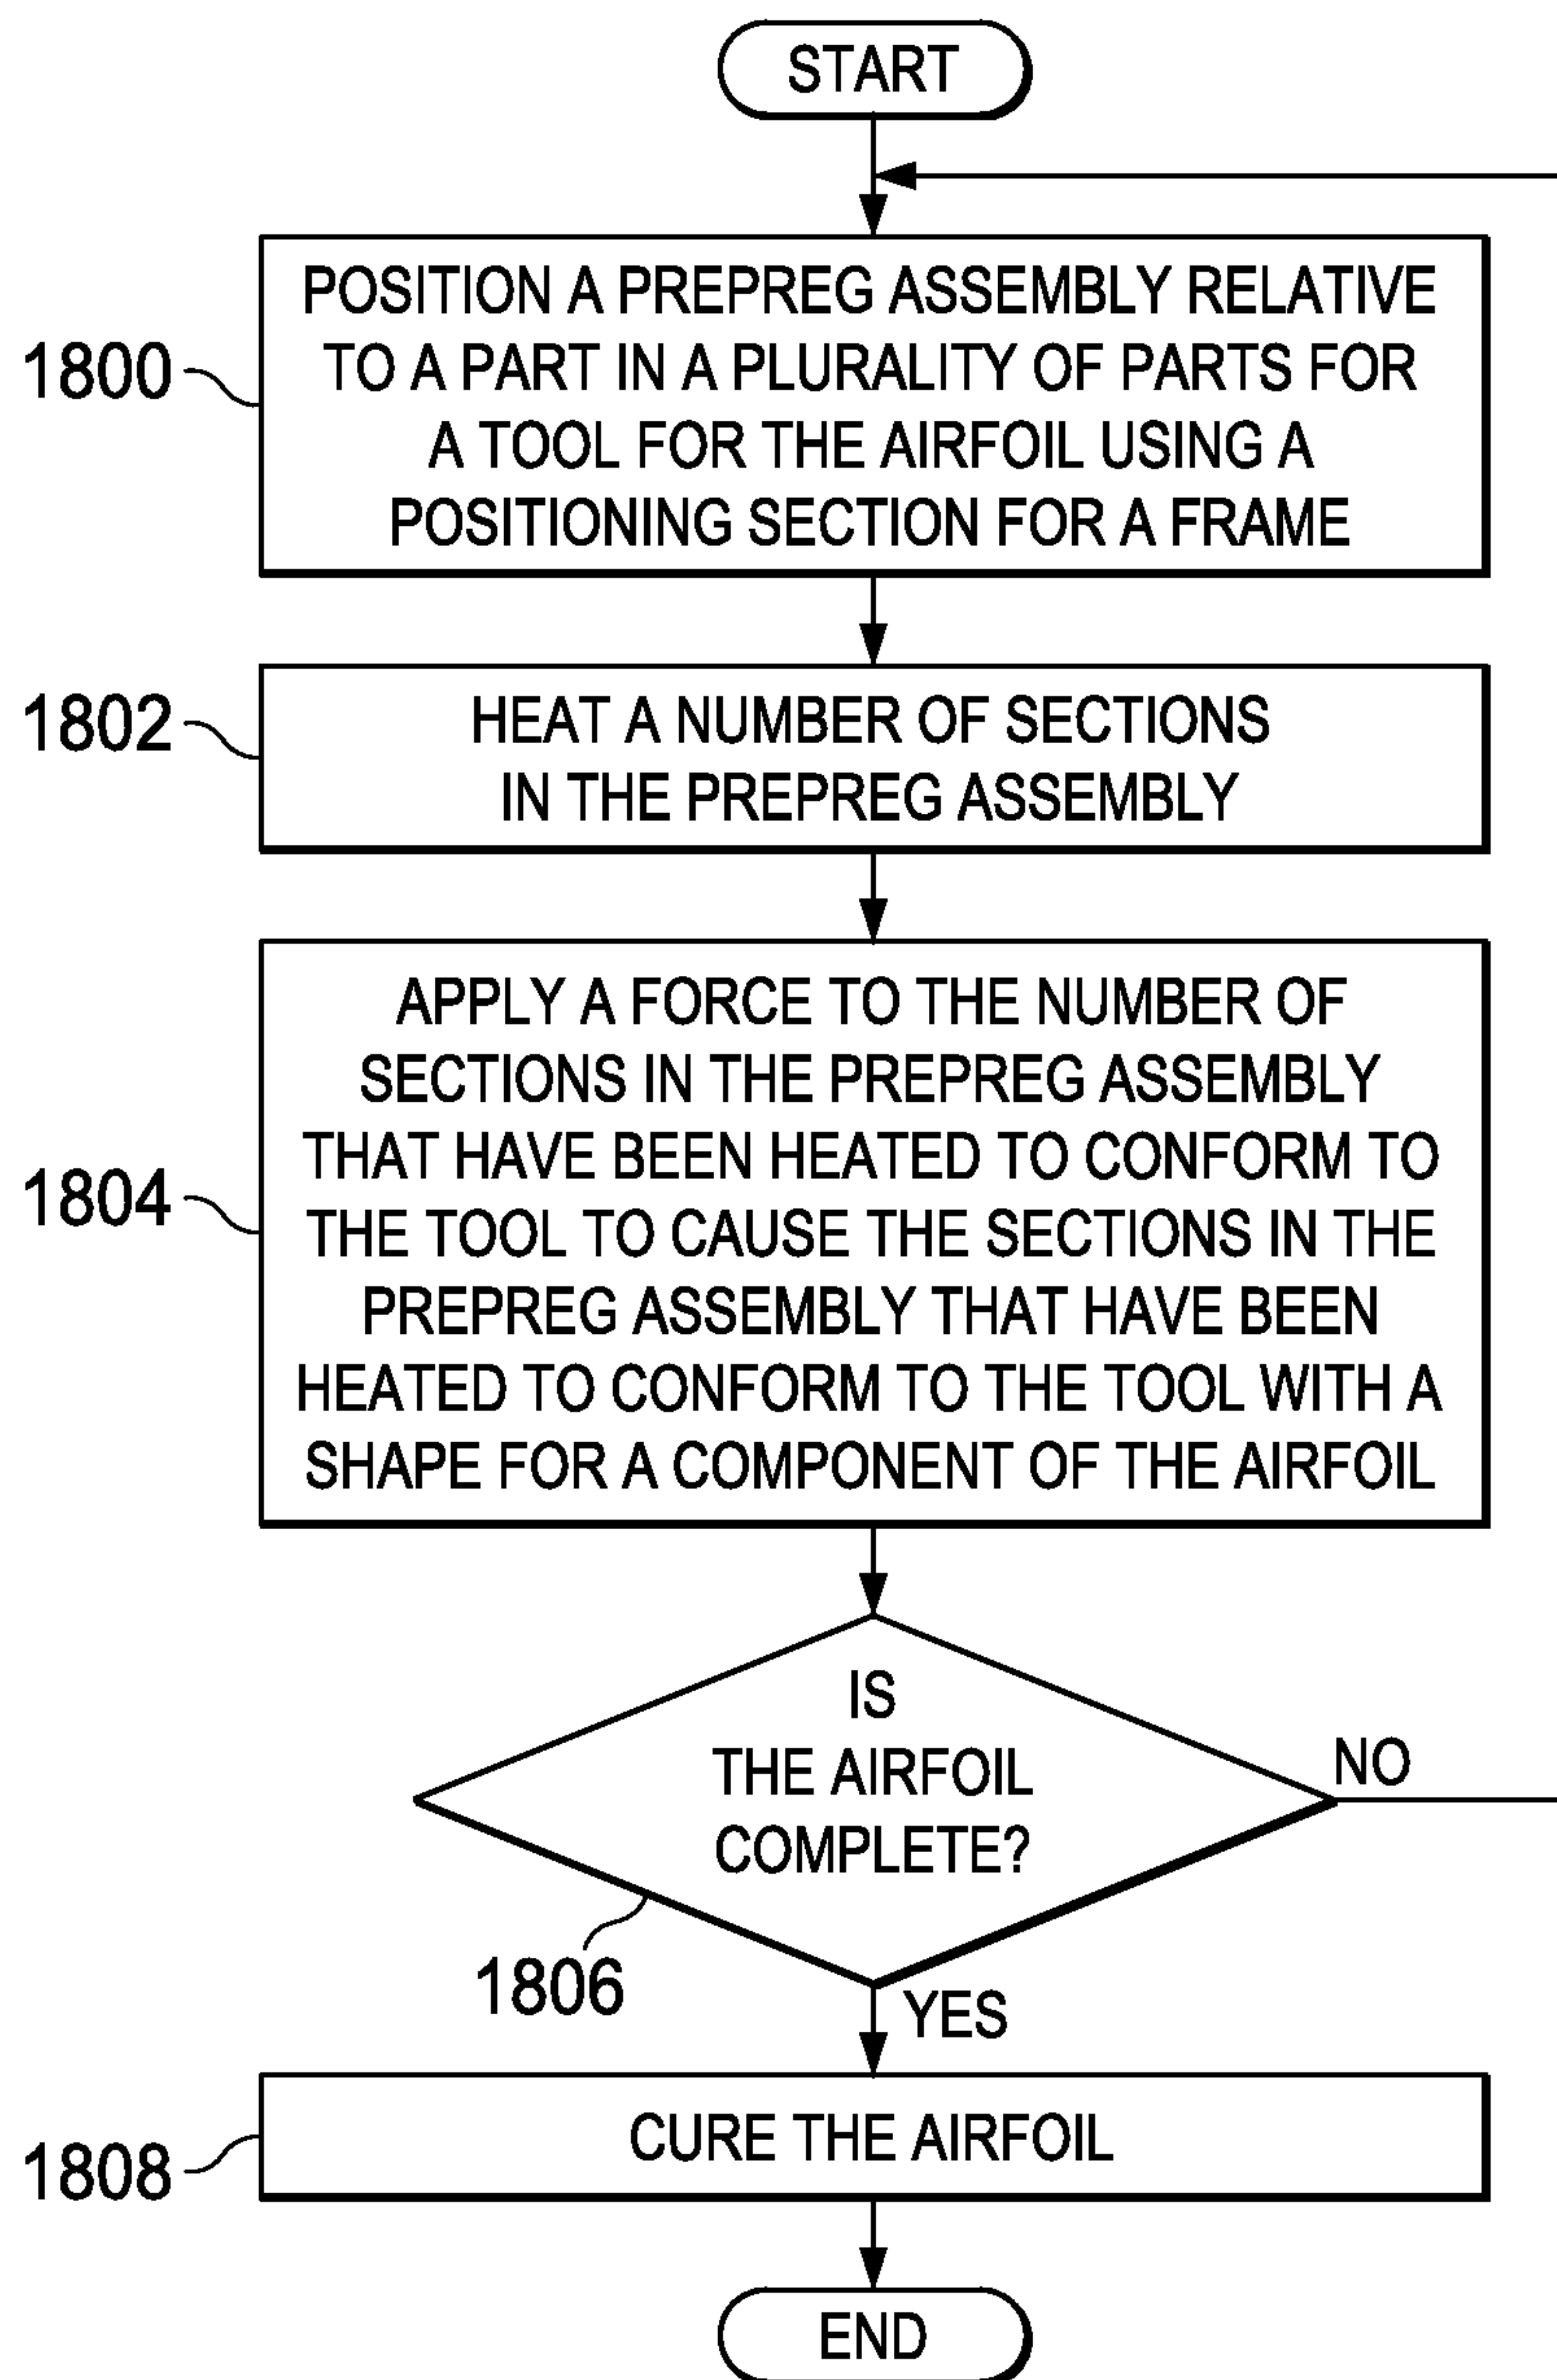 START
1800
POSITION A PREPREG ASSEMBLY RELATIVE
TO A PART IN A PLURALITY OF PARTS FOR
A TOOL FOR THE AIRFOIL USING A
POSITIONING SECTION FOR A FRAME
1802
HEAT A NUMBER OF SECTIONS
IN THE PREPREG ASSEMBLY
1804
APPLY A FORCE TO THE NUMBER OF
SECTIONS IN THE PREPREG ASSEMBLY
THAT HAVE BEEN HEATED TO CONFORM TO
THE TOOL TO CAUSE THE SECTIONS IN THE
PREPREG ASSEMBLY THAT HAVE BEEN
HEATED TO CONFORM TO THE TOOL WITH A
SHAPE FOR A COMPONENT OF THE AIRFOIL
IS
THE AIRFOIL
COMPLETE?
NO
1806
YES
1808
CURE THE AIRFOIL
END